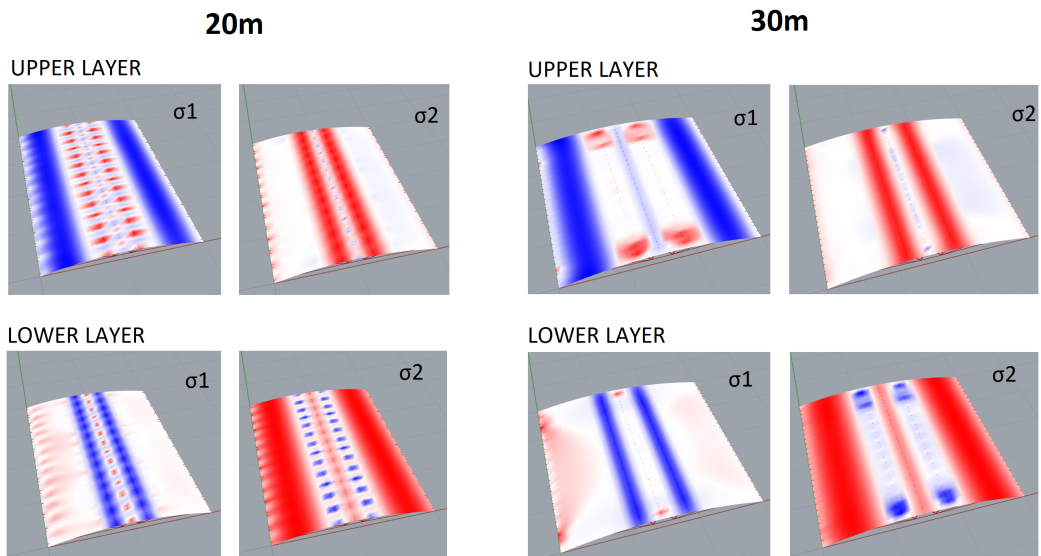 20m
30m
UPPER LAYER
UPPER LAYER
σ1
σ2
σ1
σ2
LOWER LAYER
LOWER LAYER
σ1
σ2
σ1
σ2